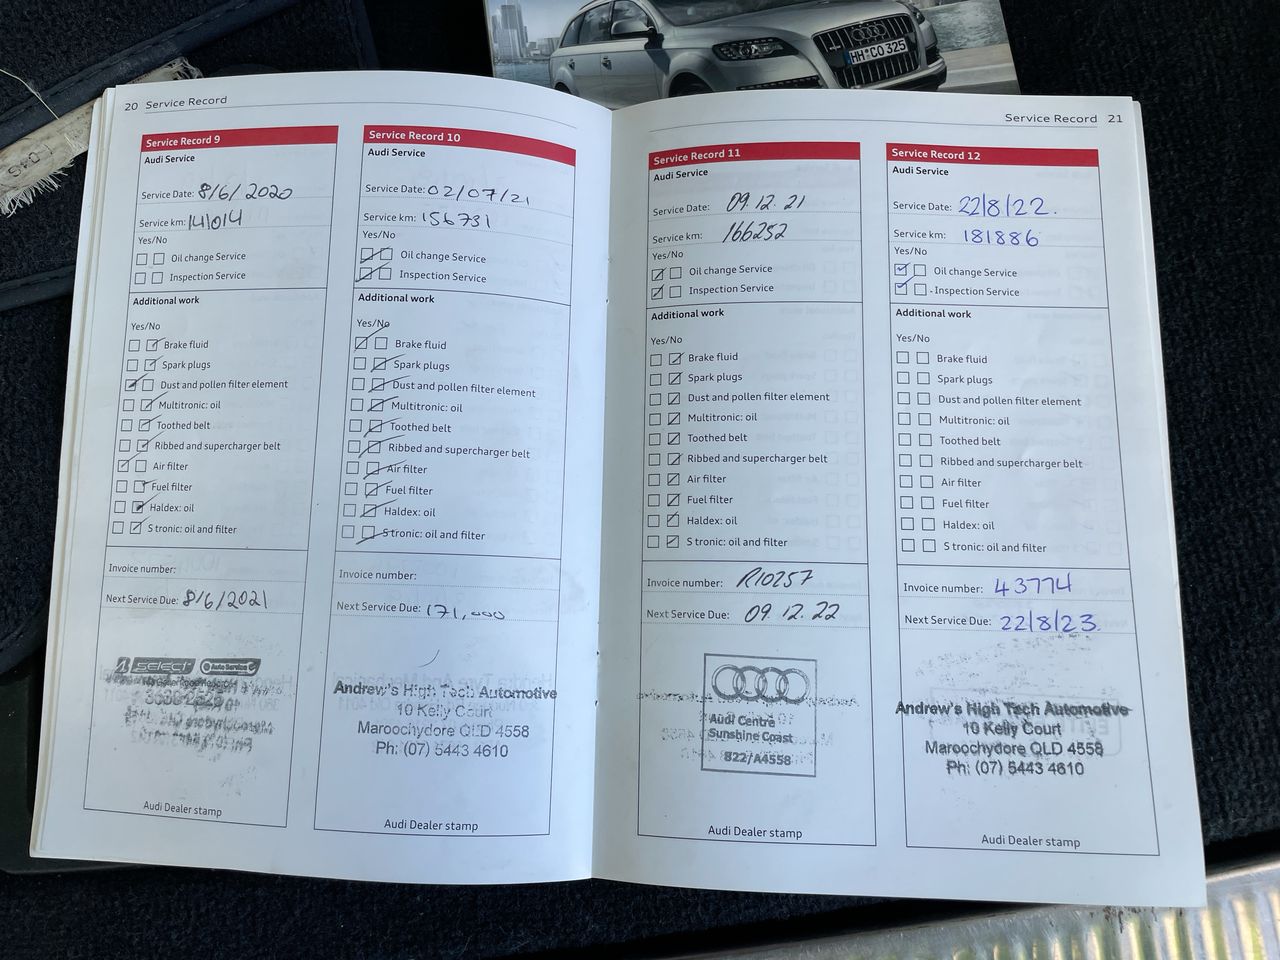 HH CO 325
20 Service Record
Service Record 9
Audi Service
Service Date: 8/6/2020
Service km: 141014
Yes/No
Oil change Service
Inspection Service
Additional work
Yes/No
Brake fluid
Spark plugs
Dust and pollen filter element
Multitronic: oil
Toothed belt
Ribbed and supercharger belt
Air filter
Fuel filter
Haldex: oil
S tronic: oil and filter
Invoice number:
Next Service Due: 8/6/2021
SELECT Auto Service
Audi Dealer stamp
Service Record 10
Audi Service
Service Date: 02/07/21
Service km: 156731
Yes/No
Oil change Service
Inspection Service
Additional work
Yes/No
Brake fluid
Spark plugs
Dust and pollen filter element
Multitronic: oil
Toothed belt
Ribbed and supercharger belt
Air filter
Fuel filter
Haldex: oil
S tronic: oil and filter
Invoice number:
Next Service Due: 171,000
Andrew's High Tech Automotive
10 Kelly Court
Maroochydore QLD 4558
Ph: (07) 5443 4610
Audi Dealer stamp
Service Record 21
Service Record 11
Audi Service
Service Date: 09.12.21
Service km: 166252
Yes/No
Oil change Service
Inspection Service
Additional work
Yes/No
Brake fluid
Spark plugs
Dust and pollen filter element
Multitronic: oil
Toothed belt
Ribbed and supercharger belt
Air filter
Fuel filter
Haldex: oil
S tronic: oil and filter
Invoice number: R10257
Next Service Due: 09.12.22
Audi Centre
Sunshine Coast
822/A4558
Audi Dealer stamp
Service Record 12
Audi Service
Service Date: 22/8/22.
Service km: 181886
Yes/No
Oil change Service
Inspection Service
Additional work
Yes/No
Brake fluid
Spark plugs
Dust and pollen filter element
Multitronic: oil
Toothed belt
Ribbed and supercharger belt
Air filter
Fuel filter
Haldex: oil
S tronic: oil and filter
Invoice number: 43774
Next Service Due: 22/8/23.
Andrew's High Tech Automotive
10 Kelly Court
Maroochydore QLD 4558
Ph: (07) 5443 4610
Audi Dealer stamp